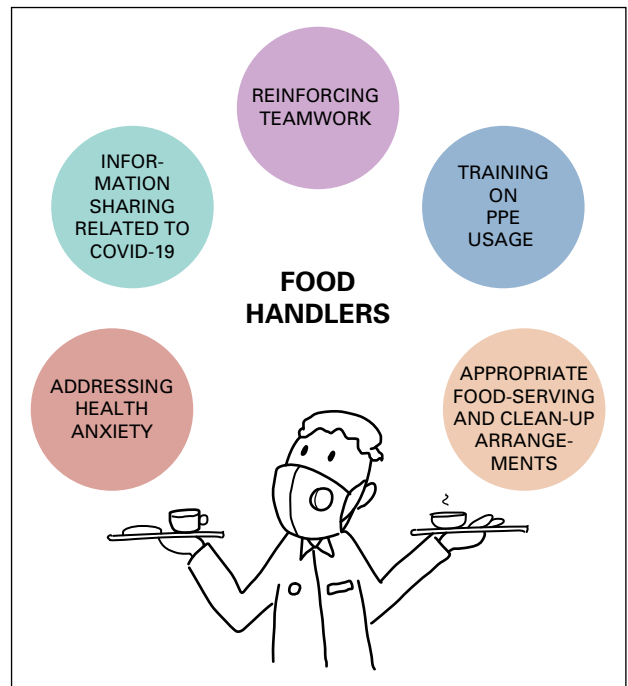 REINFORCING
TEAMWORK
INFOR-
MATION
SHARING
RELATED TO
COVID-19
TRAINING
ON
PPE
USAGE
FOOD
HANDLERS
ADDRESSING
HEALTH
ANXIETY
APPROPRIATE
FOOD-SERVING
AND CLEAN-UP
ARRANGE-
MENTS